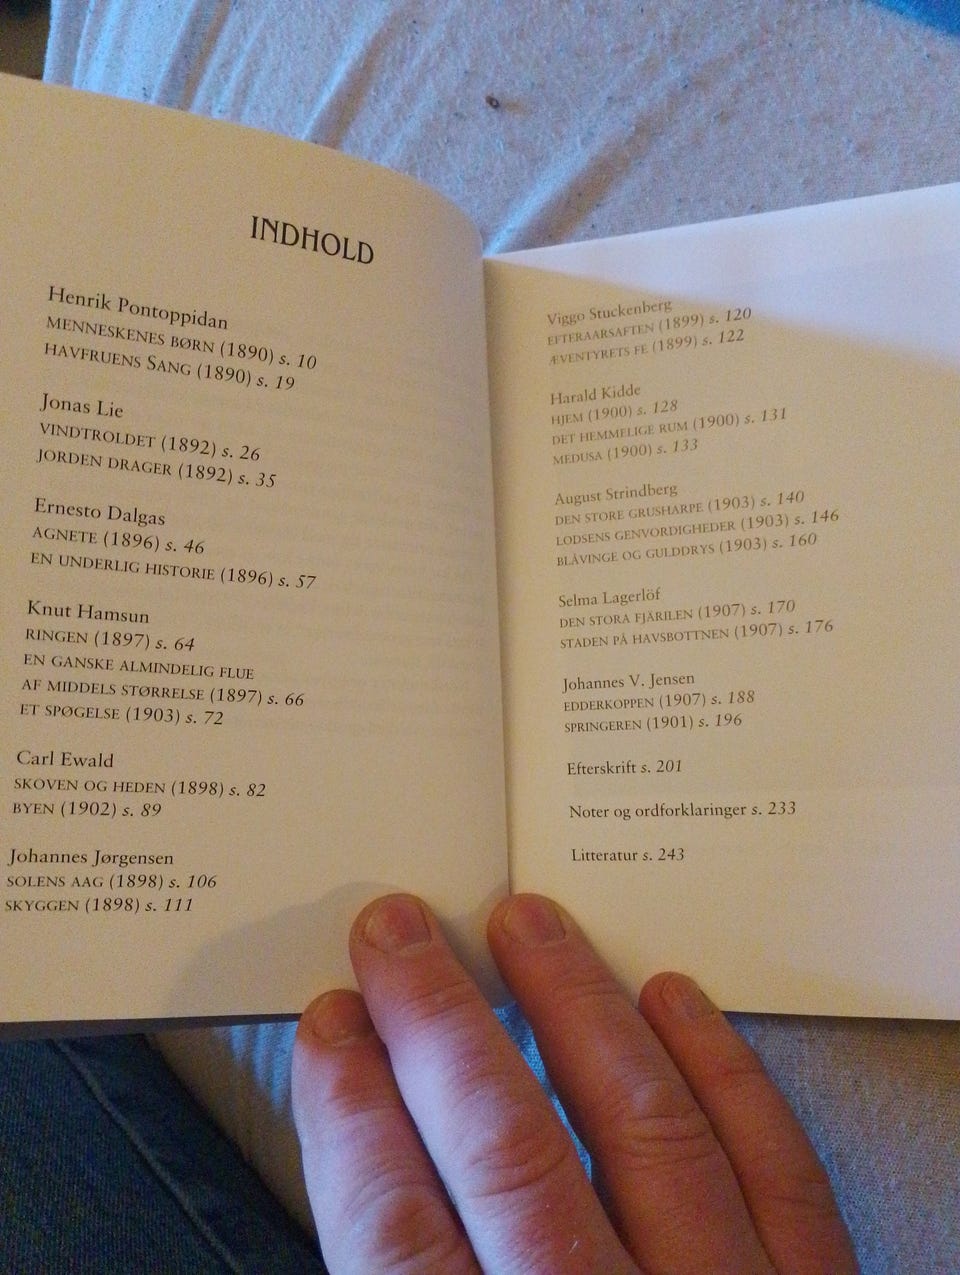 INDHOLD
Henrik Pontoppidan
MENNESKENES BØRN (1890) s. 10
HAVFRUENS SANG (1890) s. 19
Jonas Lie
VINDTROLDET (1892) s. 26
JORDEN DRAGER (1892) s. 35
Ernesto Dalgas
AGNETE (1896) s. 46
EN UNDERLIG HISTORIE (1896) s. 57
Knut Hamsun
RINGEN (1897) s. 64
EN GANSKE ALMINDELIG FLUE
AF MIDDELS STØRRELSE (1897) s. 66
ET SPØGELSE (1903) s. 72
Carl Ewald
SKOVEN OG HEDEN (1898) s. 82
BYEN (1902) s. 89
Johannes Jørgensen
SOLENS AAG (1898) s. 106
SKYGGEN (1898) s. 111
Viggo Stuckenberg
EFTERAARSAFTEN (1899) s. 120
ÆVENTYRETS FE (1899) s. 122
Harald Kidde
HJEM (1900) s. 128
DET HEMMELIGE RUM (1900) s. 131
MEDUSA (1900) s. 133
August Strindberg
DEN STORE GRUSHARPE (1903) s. 140
LODSENS GENVORDIGHEDER (1903) s. 146
BLÅVINGE OG GULDDRYS (1903) s. 160
Selma Lagerlöf
DEN STORA FJÄRILEN (1907) s. 170
STADEN PÅ HAVSBOTTNEN (1907) s. 176
Johannes V. Jensen
EDDERKOPPEN (1907) s. 188
SPRINGEREN (1901) s. 196
Efterskrift s. 201
Noter og ordforklaringer s. 233
Litteratur s. 243